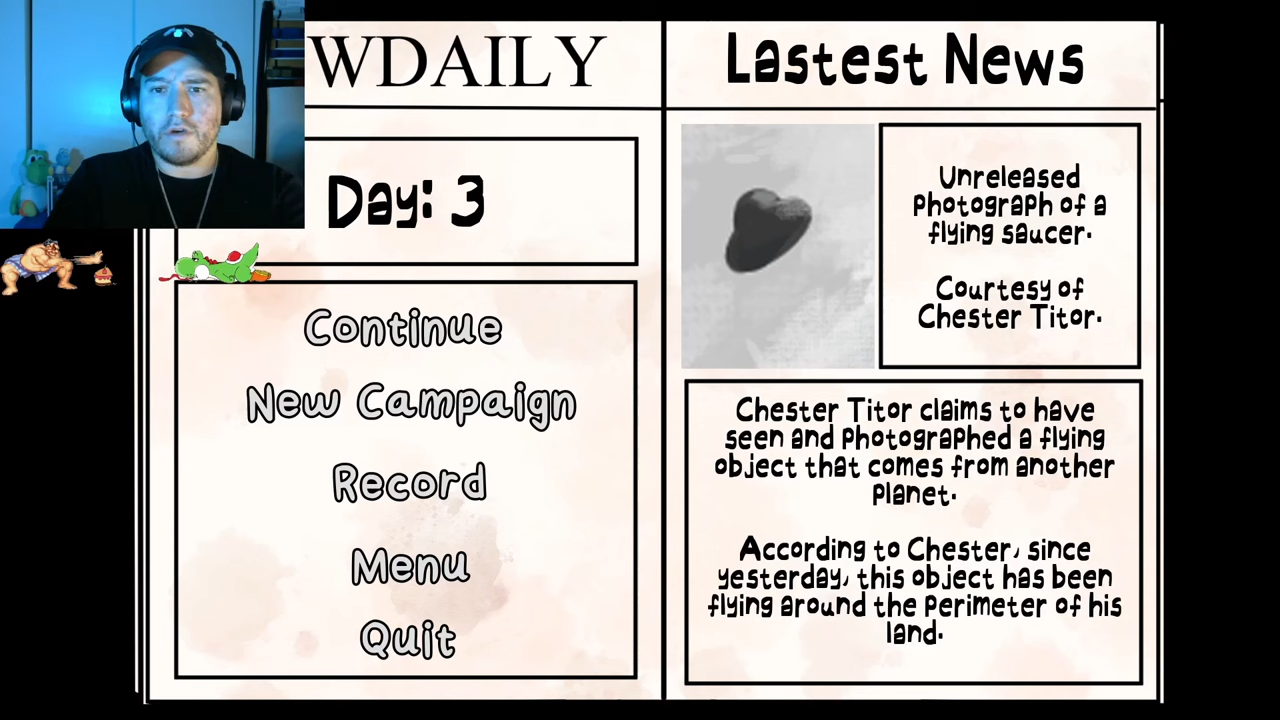 WDAILY
Lastest News
Day: 3
Continue
New Campaign
Record
Menu
Quit
Unreleased
Photograph of a
flying saucer.
Courtesy of
Chester Titor.
Chester Titor claims to have
seen and Photographed a flying
object that comes from another
Planet.
According to Chester, since
yesterday, this object has been
flying around the Perimeter of his
land.